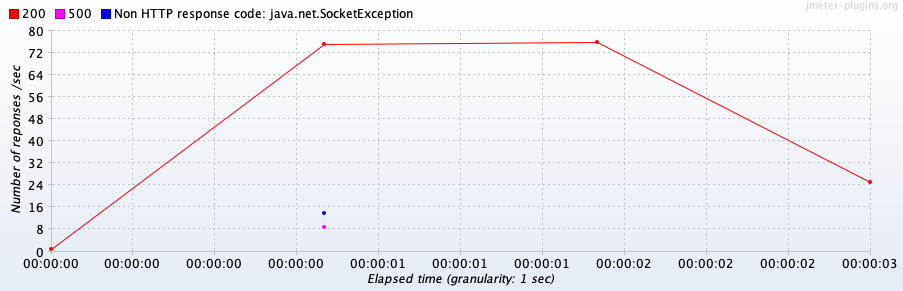 jmeter-plugins.org
200 500 Non HTTP response code: java.net.SocketException
Number of reponses /sec
80
72
64
56
48
40
32
24
16
8
0
00:00:00 00:00:00 00:00:00 00:00:00 00:00:01 00:00:01 00:00:01 00:00:02 00:00:02 00:00:02 00:00:03
Elapsed time (granularity: 1 sec)